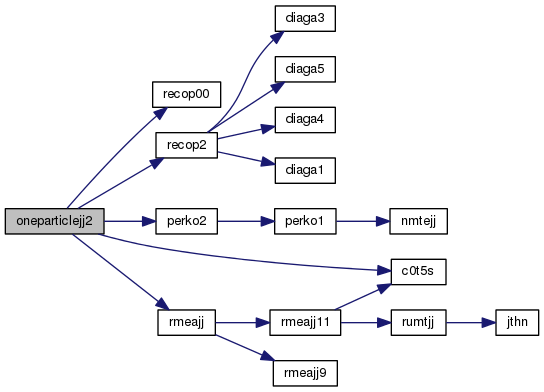 diaga3
diaga5
recop00
diaga4
recop2
diaga1
oneparticlejj2
perko2
perko1
nmtejj
c0t5s
rmeajj
rmeajj11
rumtjj
jthn
rmeajj9